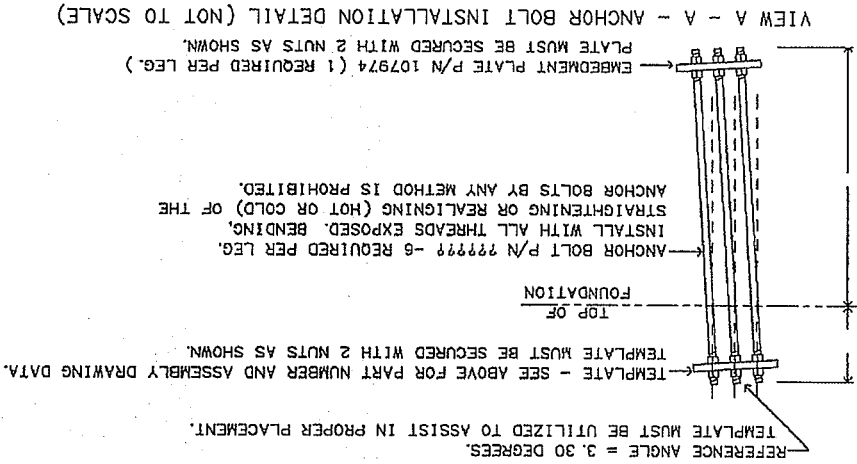 REFERENCE ANGLE = 3.30 DEGREES.
TEMPLATE MUST BE UTILIZED TO ASSIST IN PROPER PLACEMENT.
TEMPLATE - SEE ABOVE FOR PART NUMBER AND ASSEMBLY DRAWING DATA.
TEMPLATE MUST BE SECURED WITH 2 NUTS AS SHOWN.
TOP OF
FOUNDATION
ANCHOR BOLT P/N ?????? -6 REQUIRED PER LEG.
INSTALL WITH ALL THREADS EXPOSED. BENDING,
STRAIGHTENING OR REALIGNING (HOT OR COLD) OF THE
ANCHOR BOLTS BY ANY METHOD IS PROHIBITED.
EMBEDMENT PLATE P/N 107974 (1 REQUIRED PER LEG.)
PLATE MUST BE SECURED WITH 2 NUTS AS SHOWN.
VIEW A - A - ANCHOR BOLT INSTALLATION DETAIL (NOT TO SCALE)